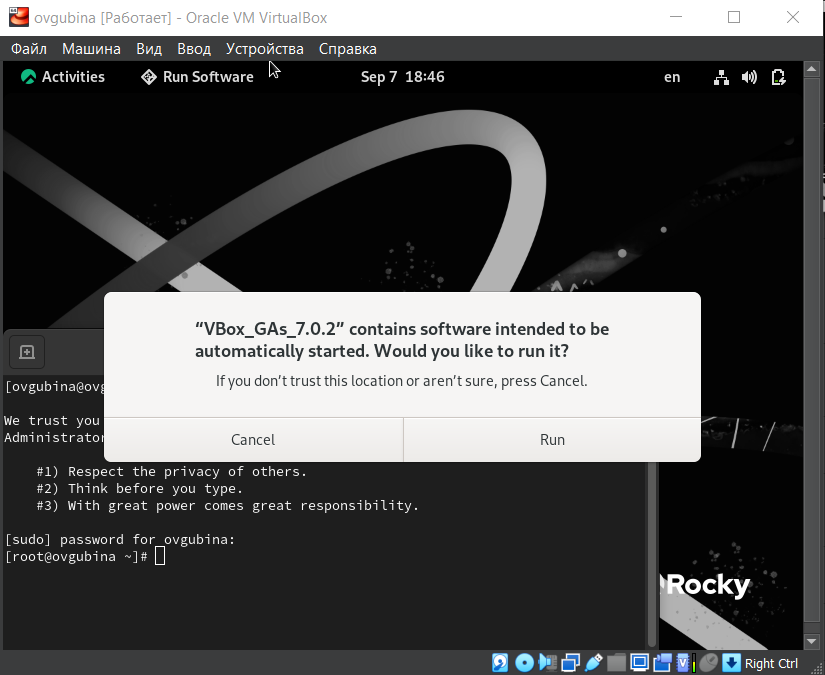 ovgubina [Работает] - Oracle VM VirtualBox
Файл Машина Вид Ввод Устройства Справка
Activities Run Software Sep 7 18:46 en
“VBox_GAs_7.0.2” contains software intended to be
automatically started. Would you like to run it?
If you don’t trust this location or aren’t sure, press Cancel.
Cancel Run
[ovgubina@ovg
We trust you
Administrator
#1) Respect the privacy of others.
#2) Think before you type.
#3) With great power comes great responsibility.
[sudo] password for ovgubina:
[root@ovgubina ~]#
Rocky
Right Ctrl